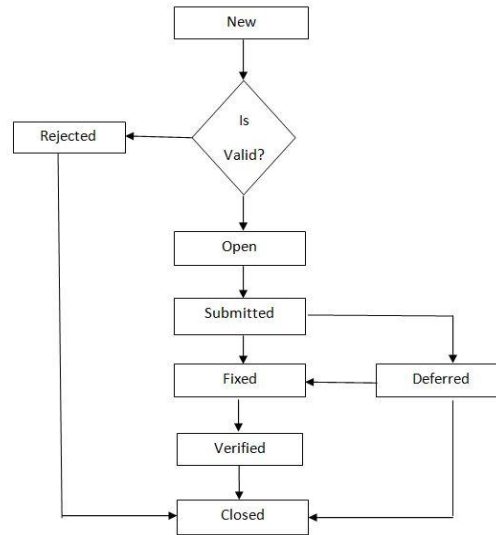 New
Is
Valid?
Rejected
Open
Submitted
Fixed
Deferred
Verified
Closed